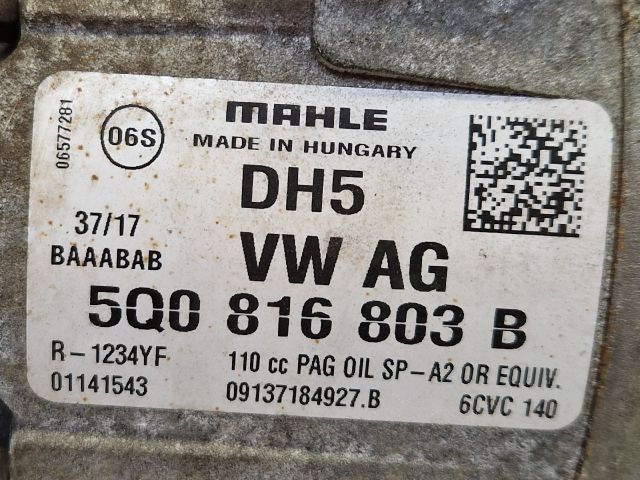 MAHLE
MADE IN HUNGARY
06577281
06S
DH5
37/17
BAAABAB
VW AG
5Q0 816 803 B
R-1234YF
110 cc PAG OIL SP-A2 OR EQUIV.
01141543
09137184927.B
6CVC 140